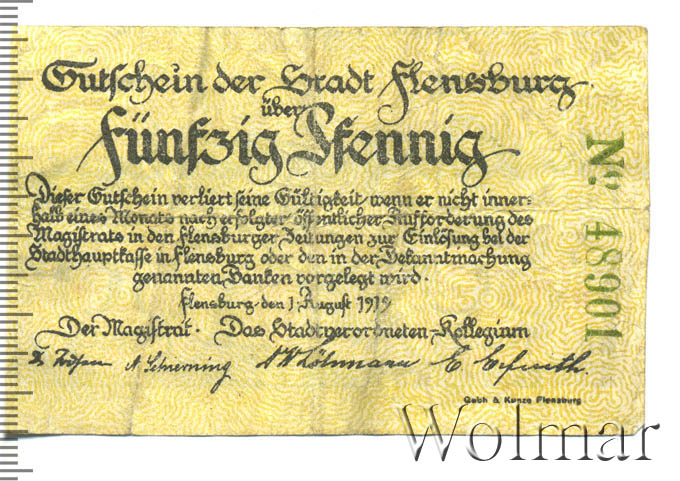 Gutschein der Stadt Flensburg
über
Fünfzig Pfennig
Dieser Gutschein verliert seine Gültigkeit wenn er nicht inner=
halb eines Monats nach erfolgter öffentlicher Aufforderung des
Magistrats in den Flensburger Zeitungen zur Einlösung bei der
Stadthauptkasse in Flensburg oder den in der Bekanntmachung
genannten Banken vorgelegt wird.
Flensburg, den 1. August 1919
Der Magistrat. Das Stadtverordneten-Kollegium
Gebh & Kunze Flensburg
№ 48901
Wolmar